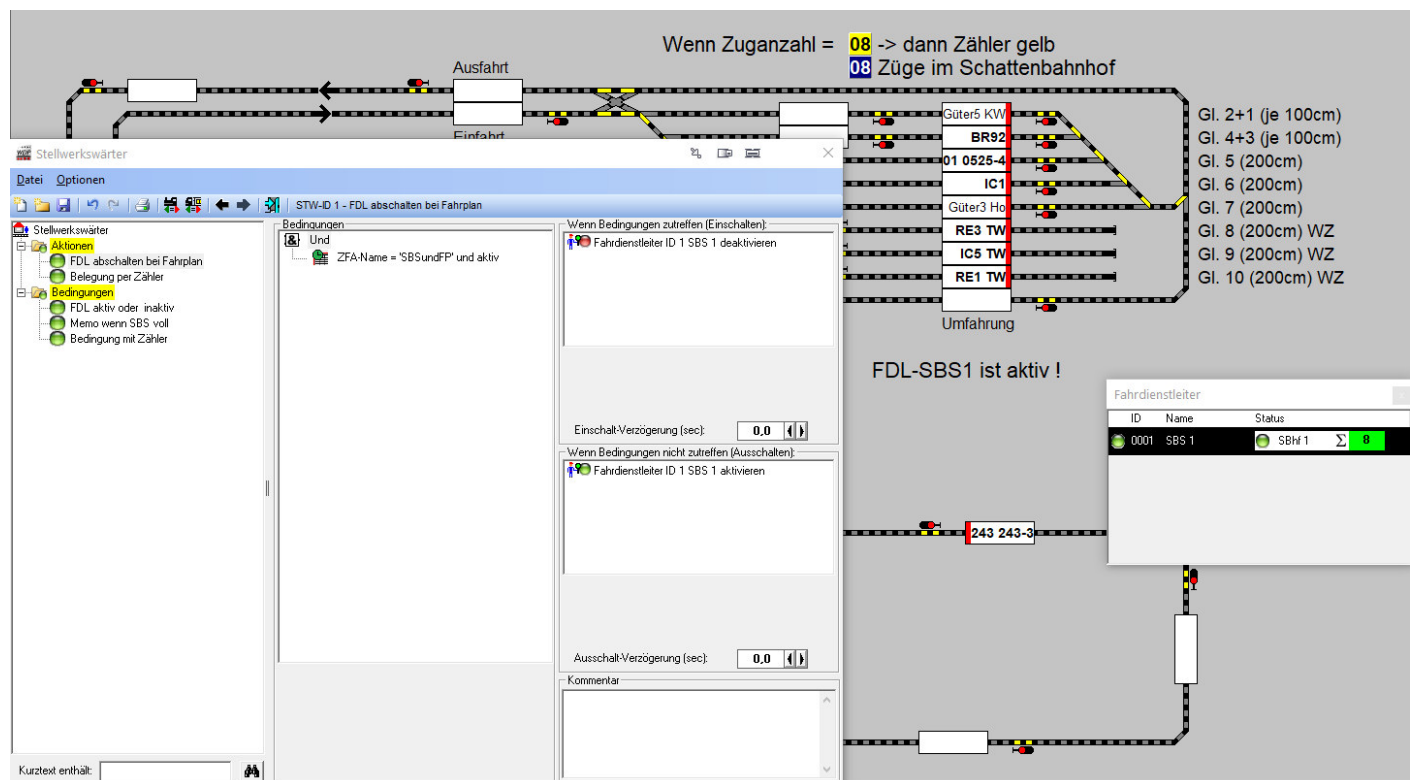 Wenn Zuganzahl = 08 -> dann Zähler gelb
08 Züge im Schattenbahnhof
Ausfahrt
Einfahrt
Güter5 KW
BR92
01 0525-4
IC1
Güter3 Ho
RE3 TW
IC5 TW
RE1 TW
Umfahrung
Gl. 2+1 (je 100cm)
Gl. 4+3 (je 100cm)
Gl. 5 (200cm)
Gl. 6 (200cm)
Gl. 7 (200cm)
Gl. 8 (200cm) WZ
Gl. 9 (200cm) WZ
Gl. 10 (200cm) WZ
FDL-SBS1 ist aktiv !
243 243-3
Stellwerkswärter
Datei Optionen
STW-ID 1 - FDL abschalten bei Fahrplan
Stellwerkswärter
Aktionen
FDL abschalten bei Fahrplan
Belegung per Zähler
Bedingungen
FDL aktiv oder inaktiv
Memo wenn SBS voll
Bedingung mit Zähler
Kurztext enthält:
Bedingungen
& Und
ZFA-Name = 'SBSundFP' und aktiv
Wenn Bedingungen zutreffen (Einschalten):
Fahrdienstleiter ID 1 SBS 1 deaktivieren
Einschalt-Verzögerung (sec): 0,0
Wenn Bedingungen nicht zutreffen (Ausschalten):
Fahrdienstleiter ID 1 SBS 1 aktivieren
Ausschalt-Verzögerung (sec): 0,0
Kommentar
Fahrdienstleiter
ID Name Status
0001 SBS 1 SBhf 1 Σ 8